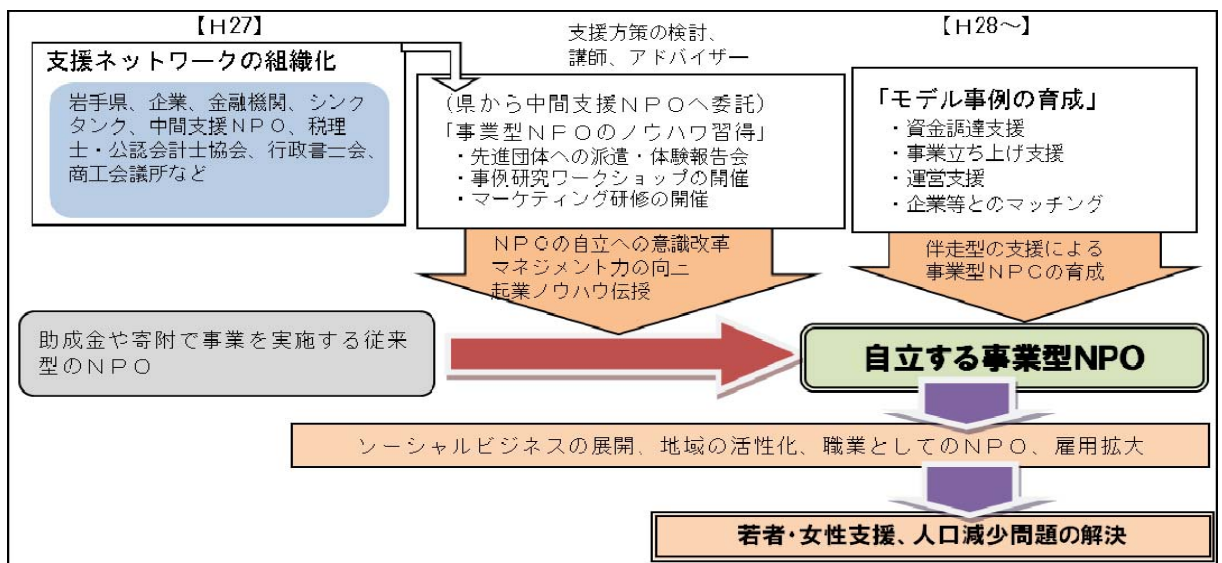 【H27】
支援ネットワークの組織化
岩手県、企業、金融機関、シンク
タンク、中間支援NPO、税理
士・公認会計士協会、行政書士会、
商工会議所など
支援方策の検討、
講師、アドバイザー
(県から中間支援NPOへ委託)
「事業型NPOのノウハウ習得」
・先進団体への派遣・体験報告会
・事例研究ワークショップの開催
・マーケティング研修の開催
NPOの自立への意識改革
マネジメント力の向上
起業ノウハウ伝授
【H28～】
「モデル事例の育成」
・資金調達支援
・事業立ち上げ支援
・運営支援
・企業等とのマッチング
伴走型の支援による
事業型NPOの育成
助成金や寄附で事業を実施する従来
型のNPO
自立する事業型NPO
ソーシャルビジネスの展開、地域の活性化、職業としてのNPO、雇用拡大
若者・女性支援、人口減少問題の解決